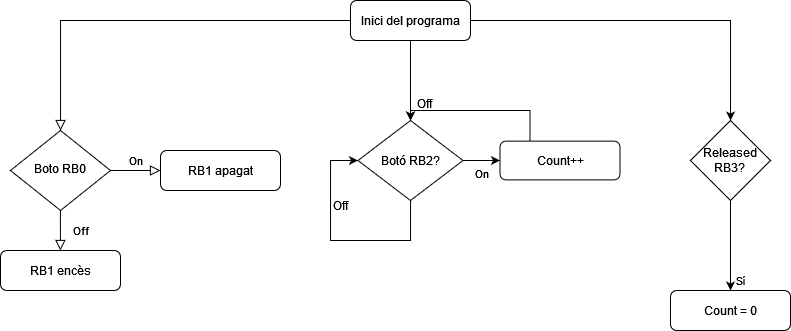 Inici del programa
Off
Boto RB0
On
RB1 apagat
Botó RB2?
On
Count++
Released
RB3?
Off
Off
RB1 encès
Sí
Count = 0